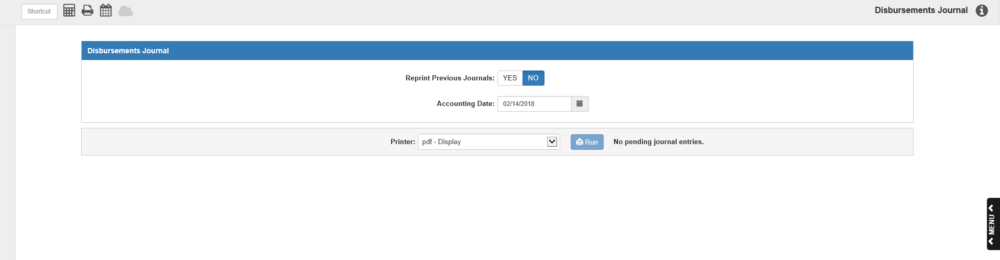 Shortcut
Disbursements Journal
Disbursements Journal
Reprint Previous Journals: YES NO
Accounting Date: 02/14/2018
Printer: pdf - Display Run No pending journal entries.
MENU